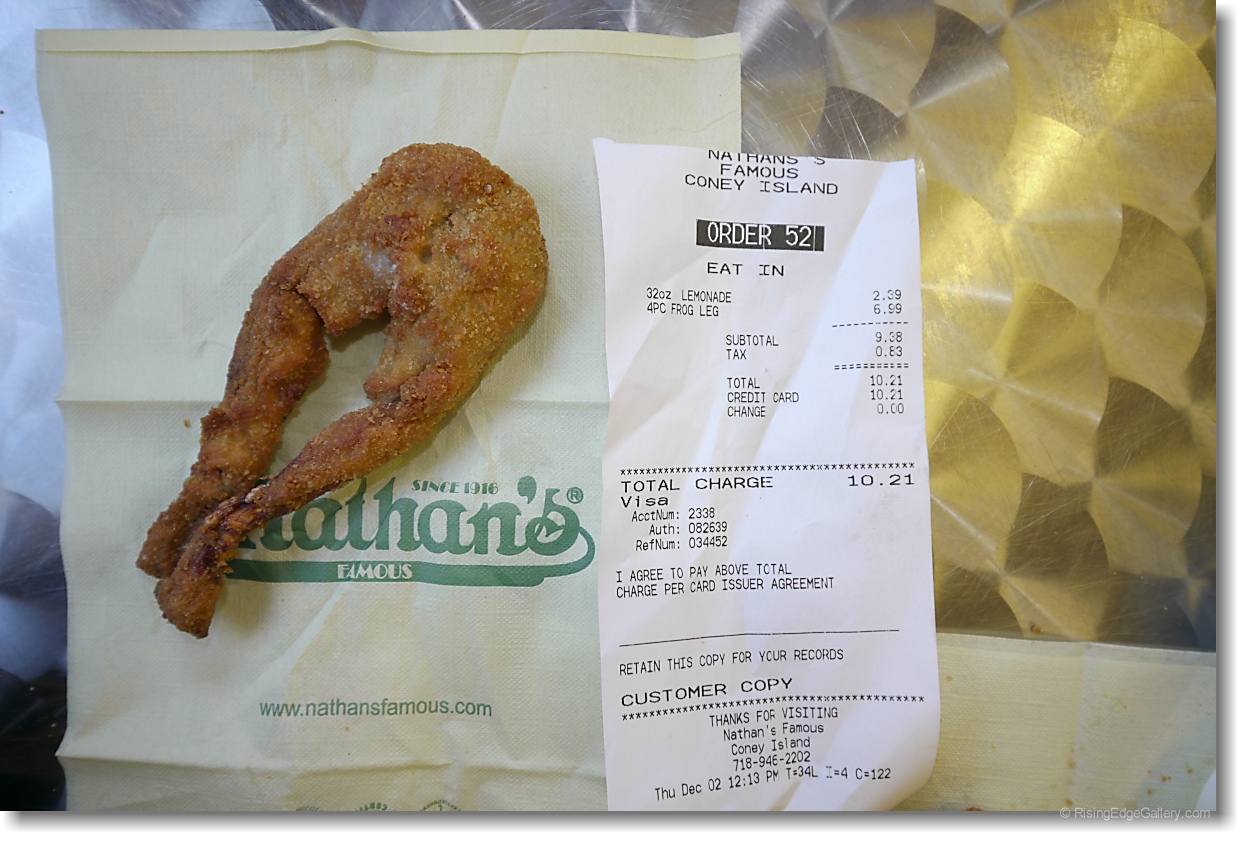 NATHANS S
FAMOUS
CONEY ISLAND
ORDER 52
EAT IN
32oz LEMONADE 2.39
4PC FROG LEG 6.99
SUBTOTAL 9.38
TAX 0.83
TOTAL 10.21
CREDIT CARD 10.21
CHANGE 0.00
TOTAL CHARGE 10.21
Visa
AcctNum: 2338
Auth: 082639
RefNum: 034452
I AGREE TO PAY ABOVE TOTAL
CHARGE PER CARD ISSUER AGREEMENT
RETAIN THIS COPY FOR YOUR RECORDS
CUSTOMER COPY
THANKS FOR VISITING
Nathan's Famous
Coney Island
718-946-2202
Thu Dec 02 12:13 PM T=34L I=4 C=122
SINCE 1916
Nathan's®
FAMOUS
www.nathansfamous.com
© RisingEdgeGallery.com